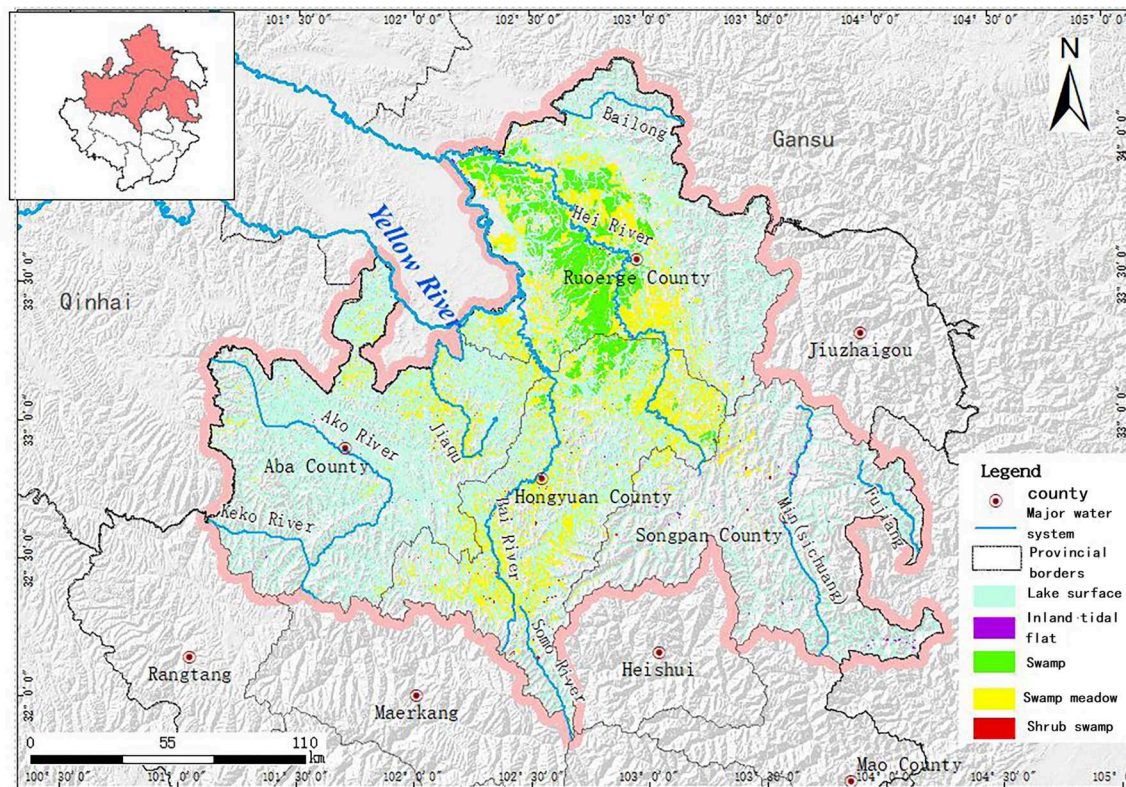 101° 30′ 0″
102° 0′ 0″
102° 30′ 0″
103° 0′ 0″
103° 30′ 0″
104° 0′ 0″
104° 30′ 0″
105° 0′ 0″
N
Bailong
Gansu
34° 0′ 0″
Yellow River
Hei River
Ruoerge County
33° 30′ 0″
33° 30′ 0″
Qinhai
Jiuzhaigou
33° 0′ 0″
33° 0′ 0″
Ako River
Jiaqu
Aba County
Hongyuan County
Keko River
Bai River
Songpan County
Min(sichuang)
Fujiang
32° 30′ 0″
Somo River
Rangtang
Heishui
Maerkang
32° 0′ 0″
Mao County
Legend
county
Major water
system
Provincial
borders
Lake surface
Inland tidal
flat
Swamp
Swamp meadow
Shrub swamp
0
55
110
km
100° 30′ 0″
101° 0′ 0″
101° 30′ 0″
102° 0′ 0″
102° 30′ 0″
103° 0′ 0″
104° 0′ 0″
104° 30′ 0″